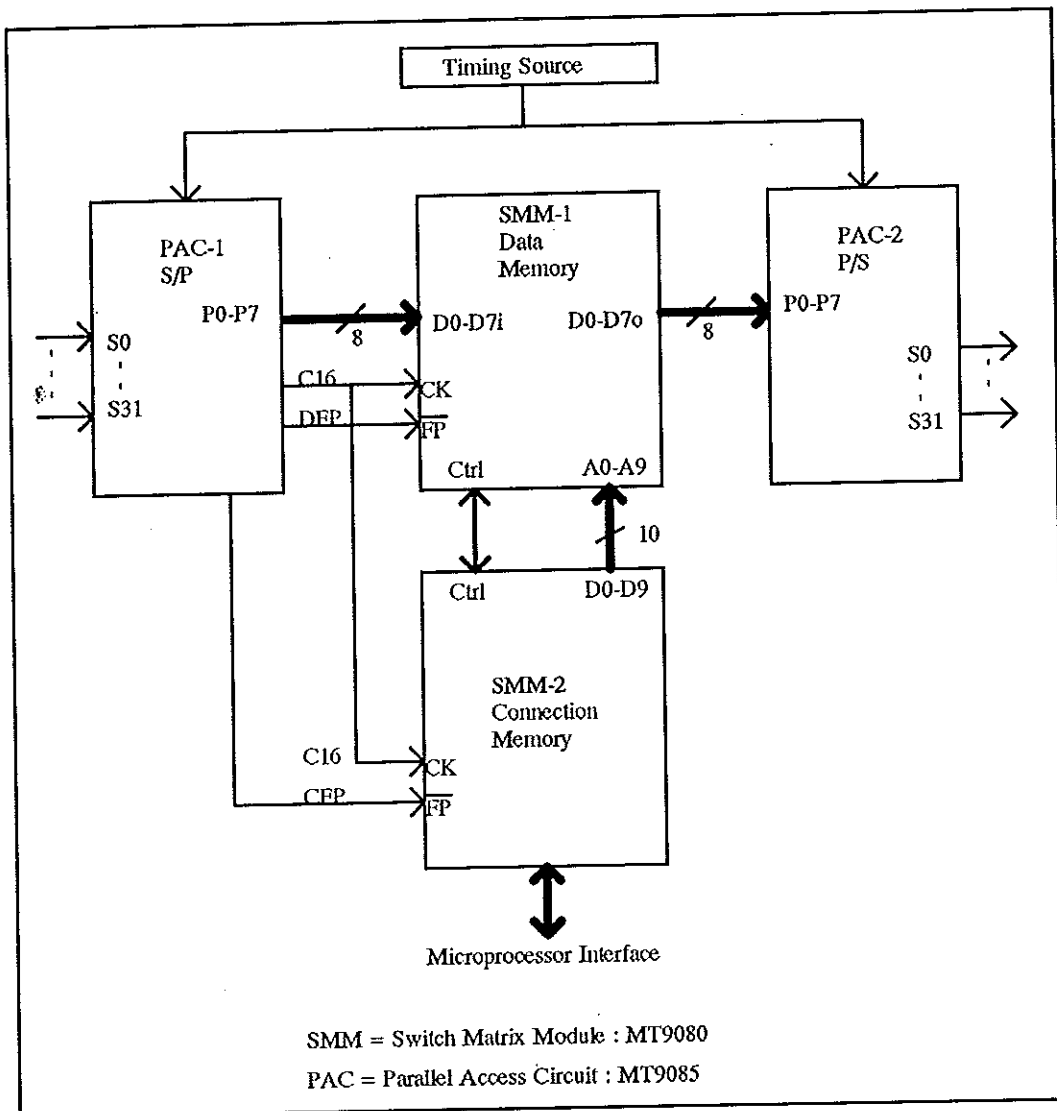 Timing Source
PAC-1
S/P
P0-P7
S0
S31
8
C16
DFP
SMM-1
Data
Memory
D0-D7i
D0-D7o
CK
FP
Ctrl
A0-A9
8
PAC-2
P/S
P0-P7
S0
S31
10
Ctrl
D0-D9
SMM-2
Connection
Memory
C16
CK
CFP
FP
Microprocessor Interface
SMM = Switch Matrix Module : MT9080
PAC = Parallel Access Circuit : MT9085